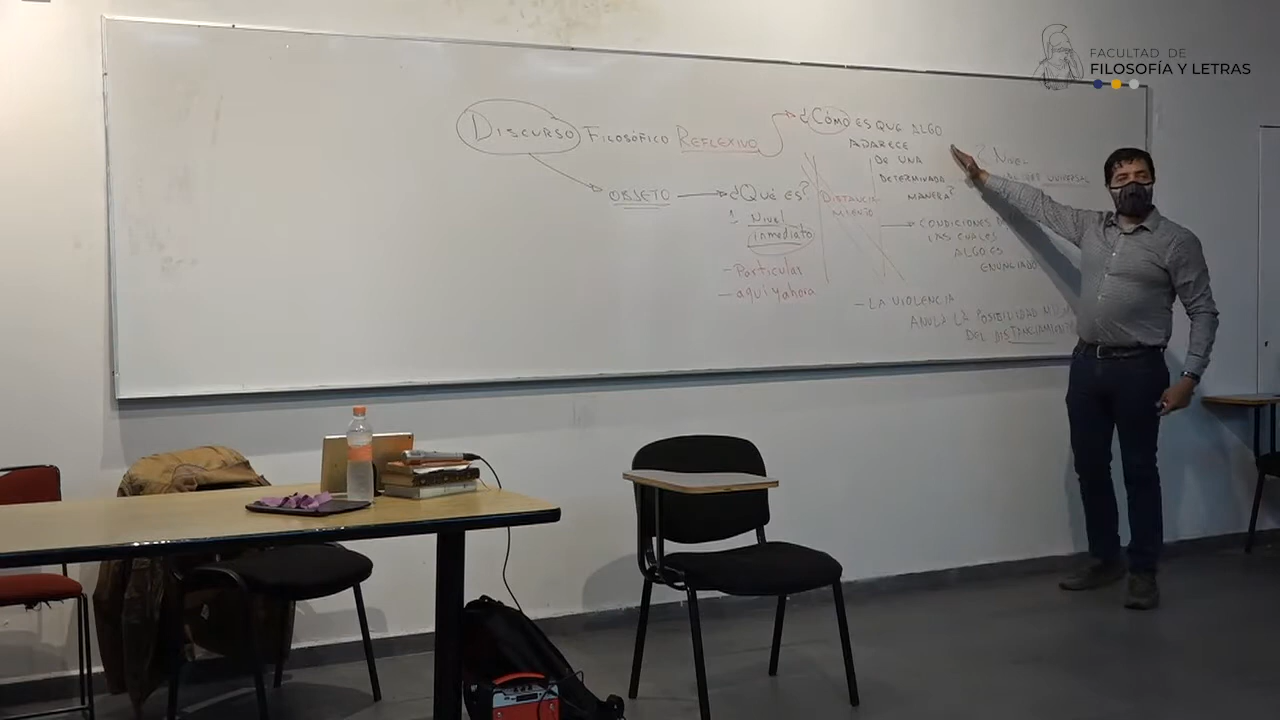 FACULTAD DE
FILOSOFÍA Y LETRAS
DISCURSO FILOSÓFICO REFLEXIVO
¿CÓMO ES QUE ALGO
APARECE
DE UNA
DETERMINADA
MANERA?
2 NIVEL
UNIVERSAL
OBJETO
¿QUÉ ES?
1 NIVEL
inmediato
- Particular
- aquí y ahora
DISTANCIA-
MIENTO
CONDICIONES
LAS CUALES
ALGO ES
ENUNCIADO
- LA VIOLENCIA
ANULA LA POSIBILIDAD
DEL DISTANCIAMIENTO